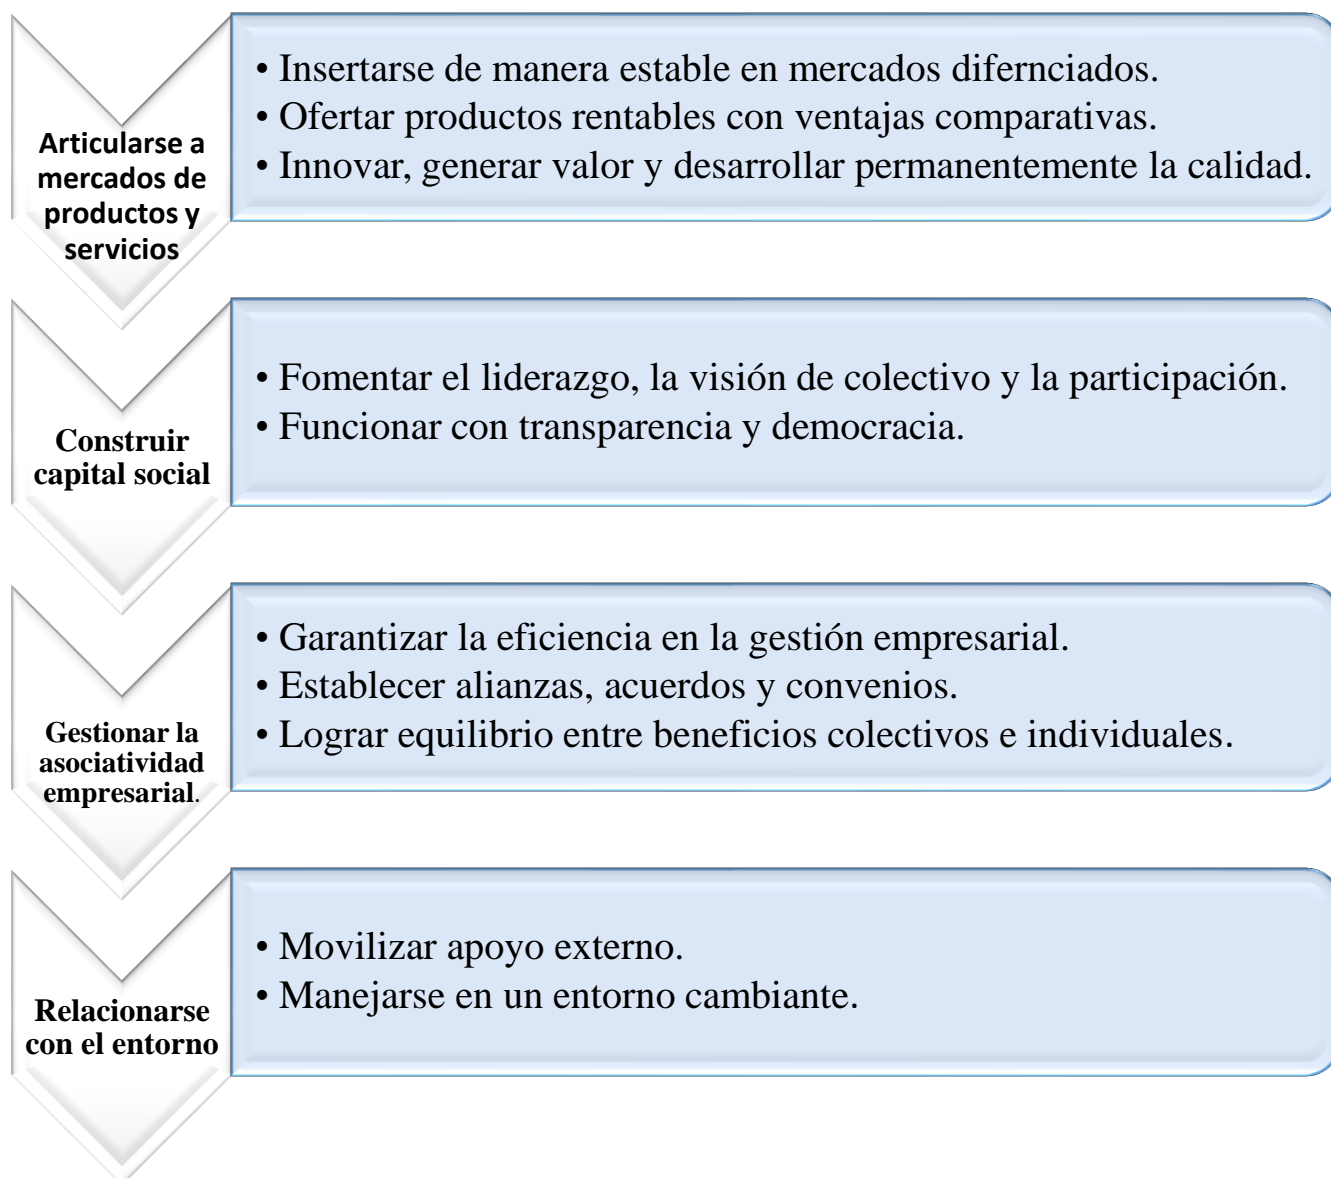 Articularse a
mercados de
productos y
servicios
• Insertarse de manera estable en mercados difernciados.
• Ofertar productos rentables con ventajas comparativas.
• Innovar, generar valor y desarrollar permanentemente la calidad.
Construir
capital social
• Fomentar el liderazgo, la visión de colectivo y la participación.
• Funcionar con transparencia y democracia.
Gestionar la
asociatividad
empresarial.
• Garantizar la eficiencia en la gestión empresarial.
• Establecer alianzas, acuerdos y convenios.
• Lograr equilibrio entre beneficios colectivos e individuales.
Relacionarse
con el entorno
• Movilizar apoyo externo.
• Manejarse en un entorno cambiante.